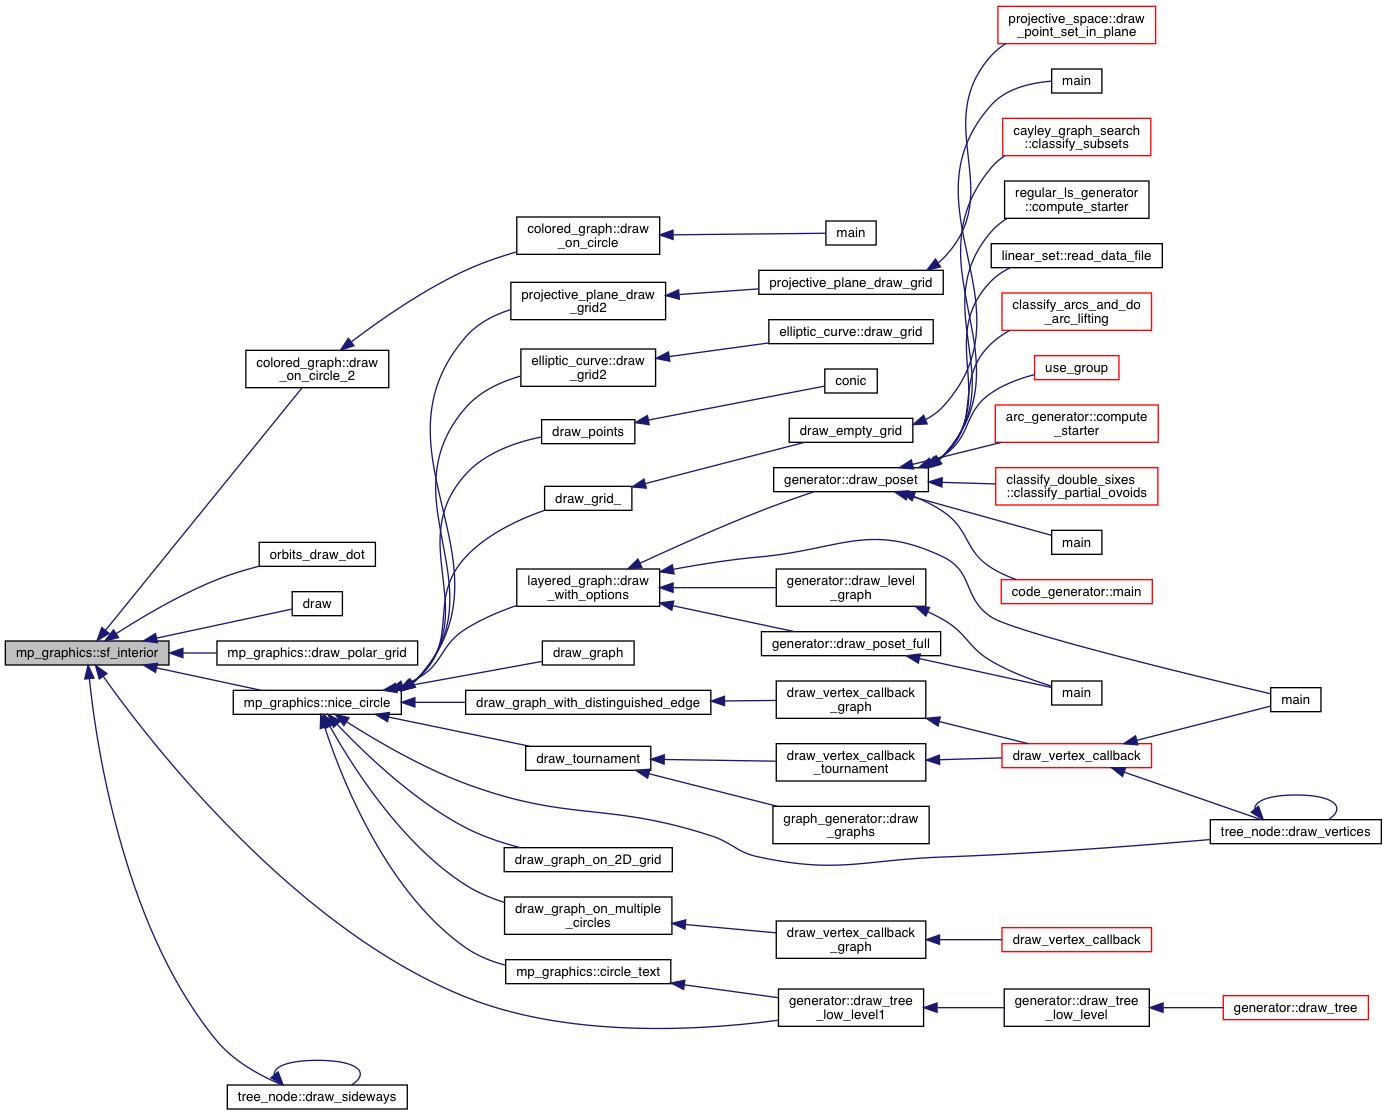 projective_space::draw
_point_set_in_plane
main
cayley_graph_search
::classify_subsets
regular_ls_generator
::compute_starter
colored_graph::draw
_on_circle
main
linear_set::read_data_file
projective_plane_draw
_grid2
projective_plane_draw_grid
classify_arcs_and_do
_arc_lifting
elliptic_curve::draw_grid
colored_graph::draw
_on_circle_2
elliptic_curve::draw
_grid2
use_group
conic
draw_points
draw_empty_grid
arc_generator::compute
_starter
generator::draw_poset
classify_double_sixes
::classify_partial_ovoids
draw_grid_
main
orbits_draw_dot
layered_graph::draw
_with_options
generator::draw_level
_graph
code_generator::main
draw
mp_graphics::sf_interior
mp_graphics::draw_polar_grid
draw_graph
generator::draw_poset_full
main
main
mp_graphics::nice_circle
draw_graph_with_distinguished_edge
draw_vertex_callback
_graph
draw_tournament
draw_vertex_callback
_tournament
draw_vertex_callback
graph_generator::draw
_graphs
tree_node::draw_vertices
draw_graph_on_2D_grid
draw_graph_on_multiple
_circles
draw_vertex_callback
_graph
draw_vertex_callback
mp_graphics::circle_text
generator::draw_tree
_low_level1
generator::draw_tree
_low_level
generator::draw_tree
tree_node::draw_sideways